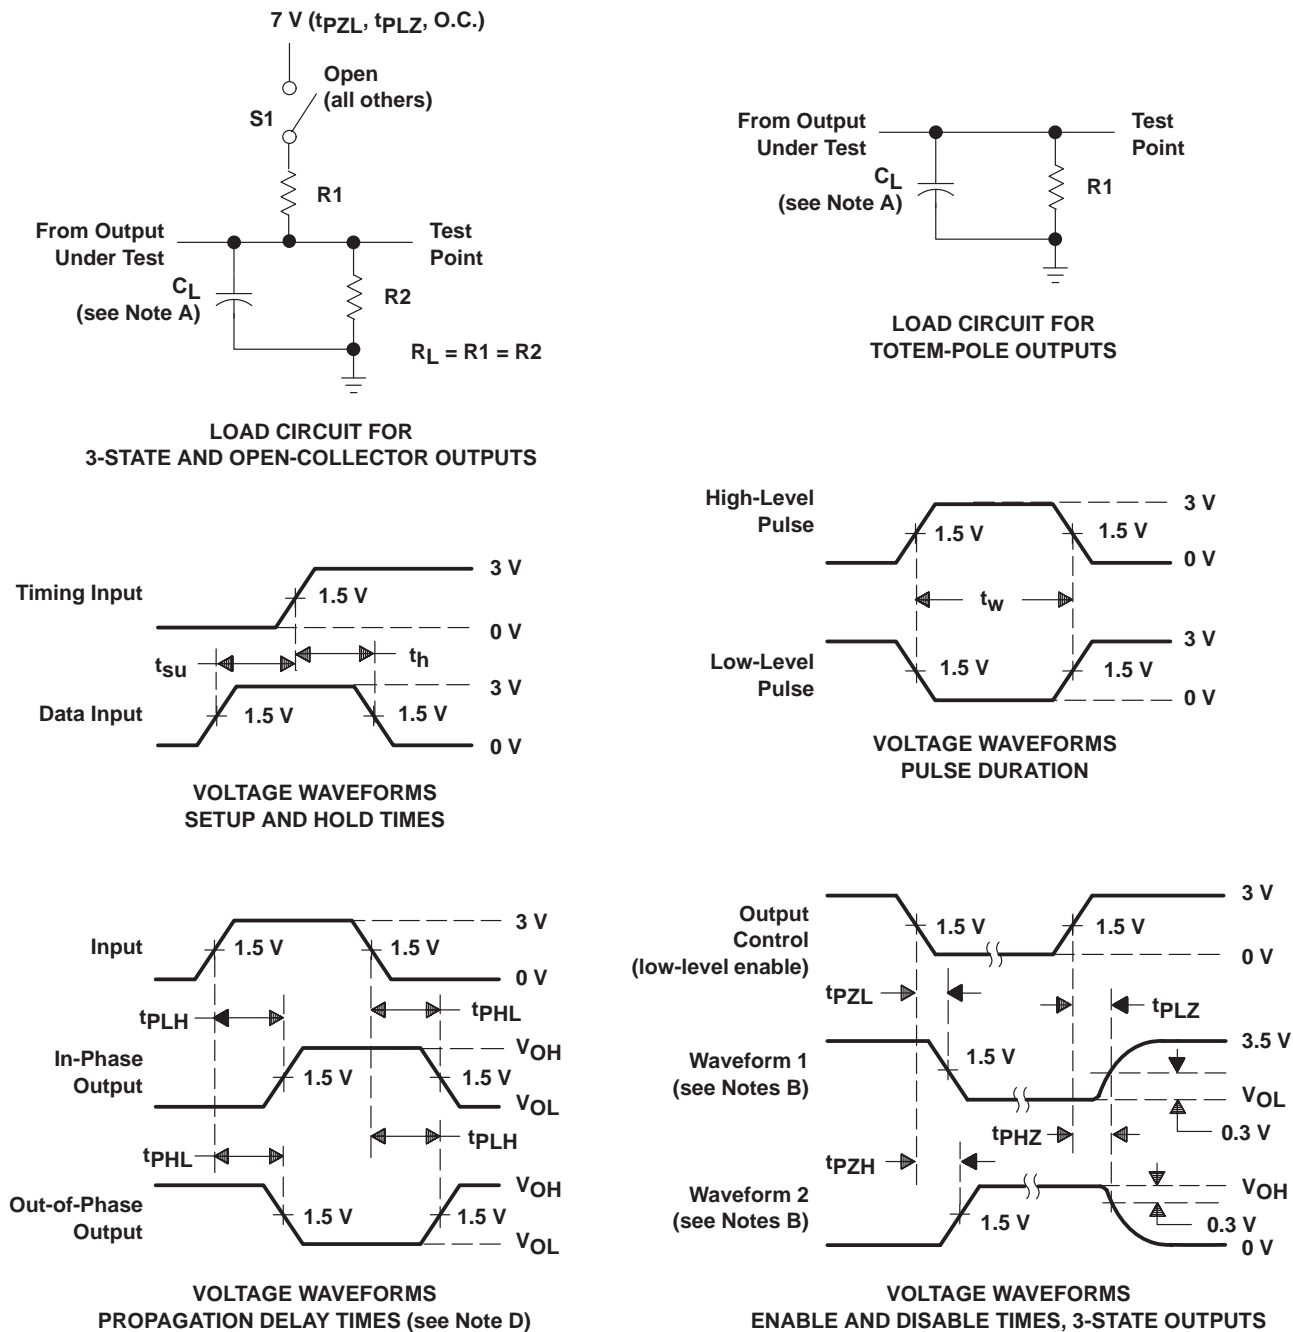 7 V (tPZL, tPLZ, O.C.)
Open
(all others)
S1
R1
From Output
Under Test
Test
Point
CL
(see Note A)
R2
RL = R1 = R2
LOAD CIRCUIT FOR
3-STATE AND OPEN-COLLECTOR OUTPUTS
From Output
Under Test
Test
Point
CL
(see Note A)
R1
LOAD CIRCUIT FOR
TOTEM-POLE OUTPUTS
Timing Input
1.5 V
3 V
0 V
tsu
th
Data Input
1.5 V
1.5 V
3 V
0 V
VOLTAGE WAVEFORMS
SETUP AND HOLD TIMES
High-Level
Pulse
1.5 V
1.5 V
3 V
0 V
tw
Low-Level
Pulse
1.5 V
1.5 V
3 V
0 V
VOLTAGE WAVEFORMS
PULSE DURATION
Input
1.5 V
1.5 V
3 V
0 V
tPLH
tPHL
In-Phase
Output
1.5 V
1.5 V
VOH
VOL
tPHL
tPLH
Out-of-Phase
Output
1.5 V
1.5 V
VOH
VOL
VOLTAGE WAVEFORMS
PROPAGATION DELAY TIMES (see Note D)
Output
Control
(low-level enable)
1.5 V
1.5 V
3 V
0 V
tPZL
tPLZ
Waveform 1
(see Notes B)
1.5 V
3.5 V
VOL
0.3 V
tPHZ
tPZH
Waveform 2
(see Notes B)
1.5 V
VOH
0.3 V
0 V
VOLTAGE WAVEFORMS
ENABLE AND DISABLE TIMES, 3-STATE OUTPUTS